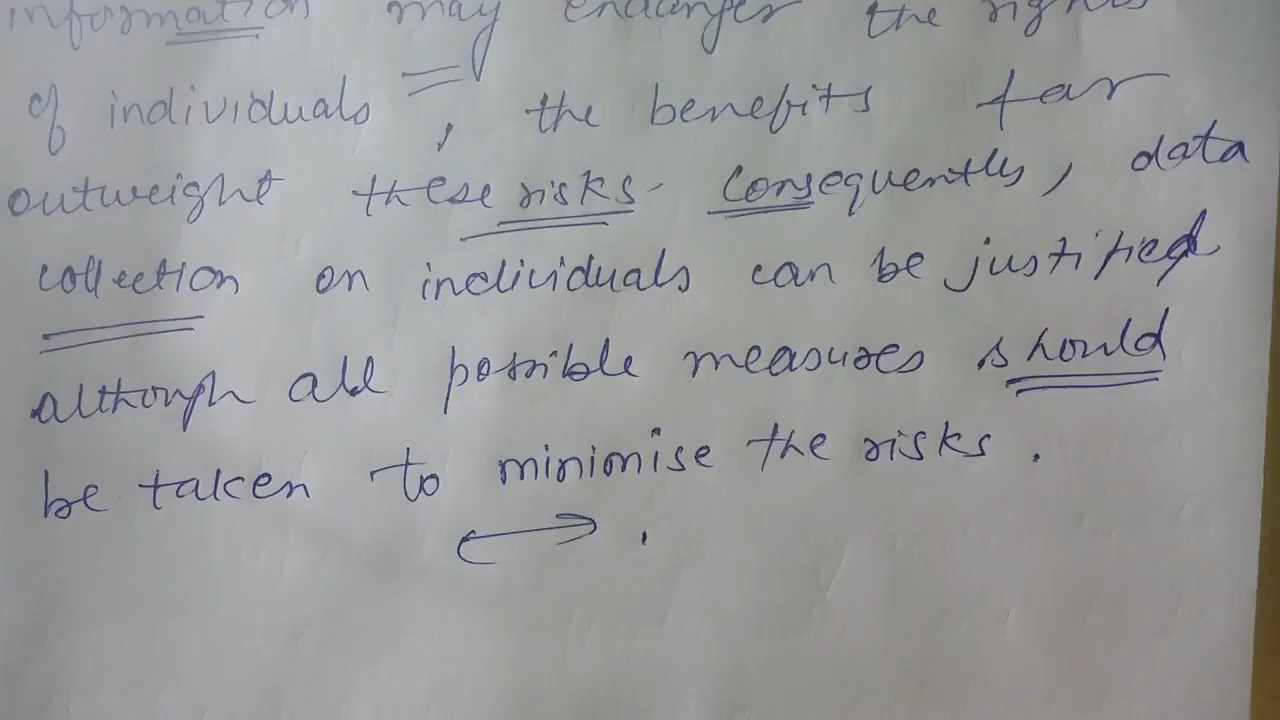 information may endanger the rights
of individuals, the benefits far
outweight these risks. Consequently, data
collection on individuals can be justified
although all possible measures should
be taken to minimise the risks.